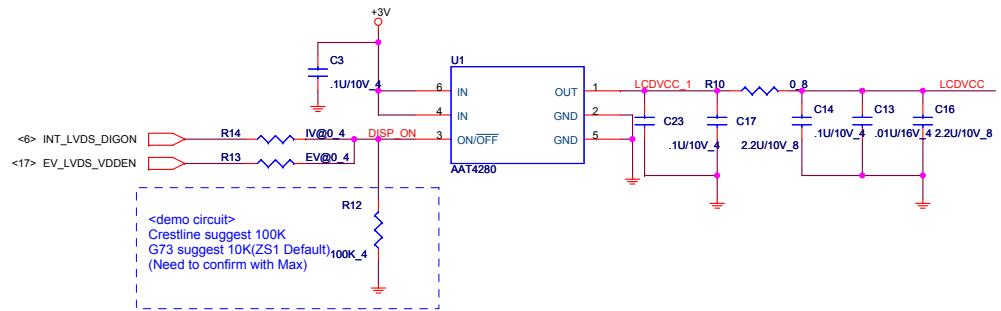 +3V
C3
.1U/10V_4
U1
6 IN
4 IN
3 ON/OFF
OUT 1
GND 2
GND 5
AAT4280
LCDVCC_1
R10
0_8
LCDVCC
C23
.1U/10V_4
C17
2.2U/10V_8
C14
.1U/10V_4
C13
.01U/16V_4
C16
2.2U/10V_8
<6> INT_LVDS_DIGON
R14
IV@0_4
DISP_ON
<17> EV_LVDS_VDDEN
R13
EV@0_4
R12
100K_4
<demo circuit>
Crestline suggest 100K
G73 suggest 10K(ZS1 Default)
(Need to confirm with Max)